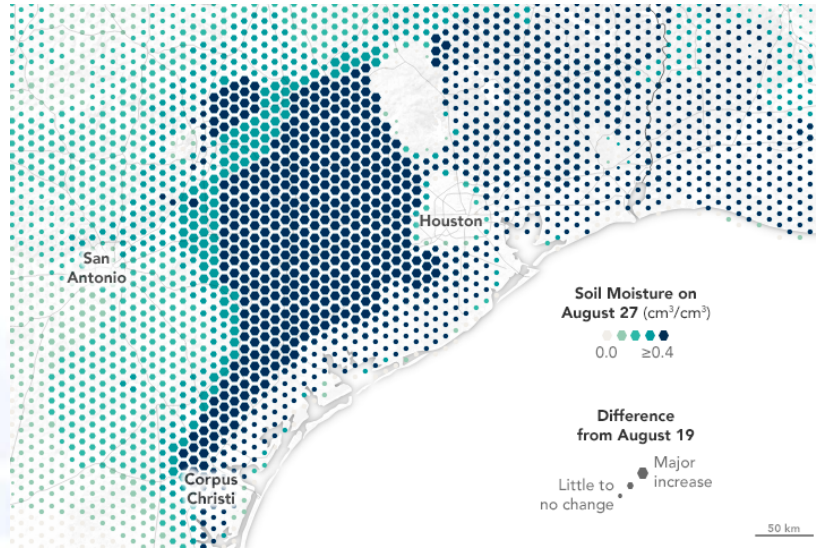 Houston
San
Antonio
Soil Moisture on
August 27 (cm³/cm³)
0.0 ≥0.4
Difference
from August 19
Major
increase
Little to
no change
Corpus
Christi
50 km